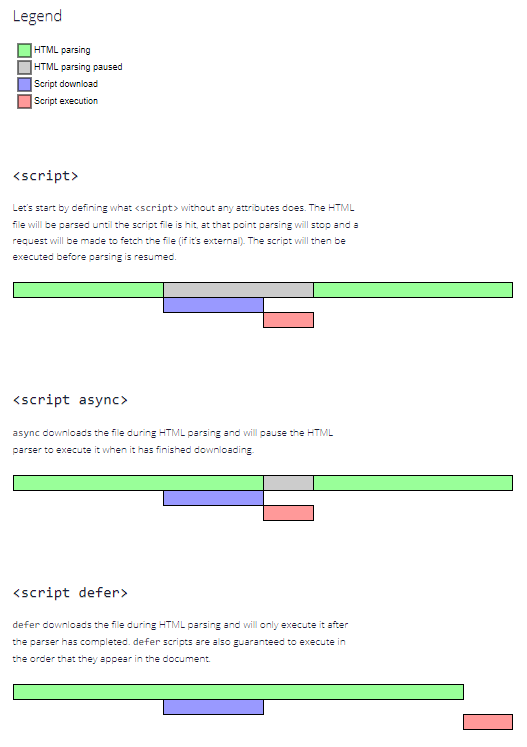 Legend
HTML parsing
HTML parsing paused
Script download
Script execution
<script>
Let's start by defining what <script> without any attributes does. The HTML
file will be parsed until the script file is hit, at that point parsing will stop and a
request will be made to fetch the file (if it's external). The script will then be
executed before parsing is resumed.
<script async>
async downloads the file during HTML parsing and will pause the HTML
parser to execute it when it has finished downloading.
<script defer>
defer downloads the file during HTML parsing and will only execute it after
the parser has completed. defer scripts are also guaranteed to execute in
the order that they appear in the document.